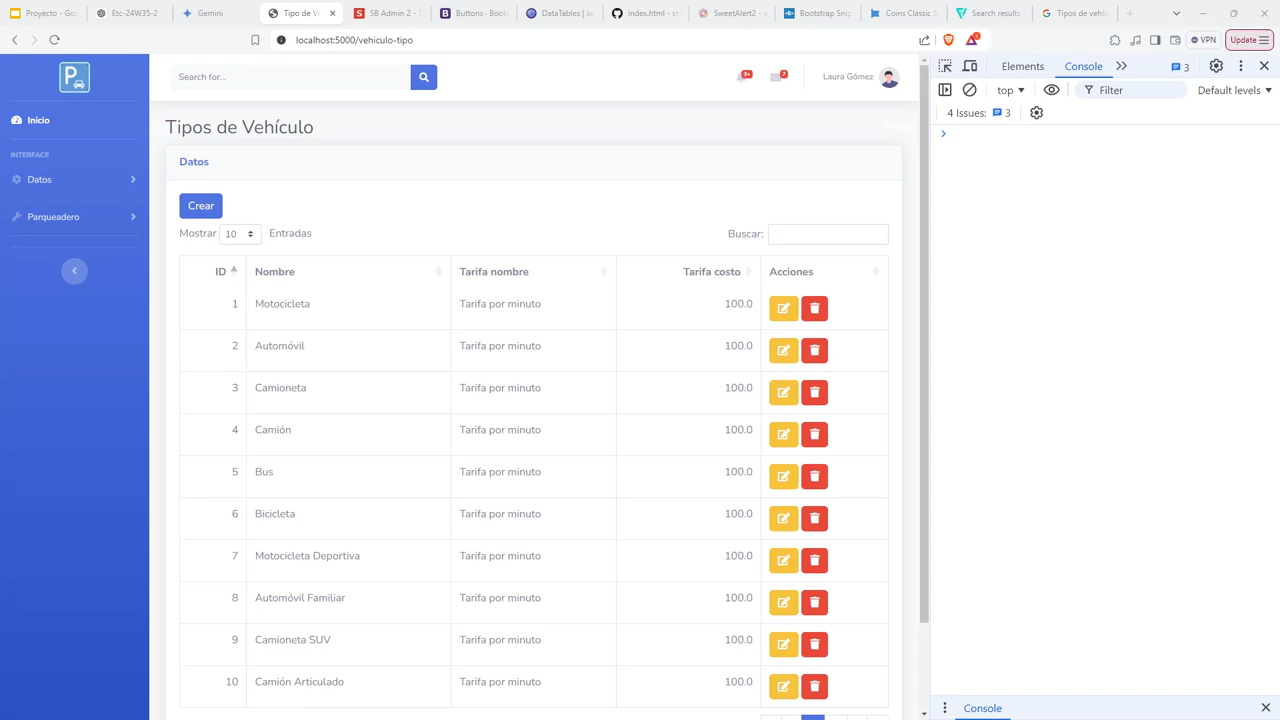 Proyecto - Goo
Etc-24W35-2
Gemini
Tipo de Ve
SB Admin 2 - T
Buttons - Boots
DataTables | Ja
index.html - sta
SweetAlert2 - a
Bootstrap Snip
Coins Classic S
Search results
Tipos de vehíc
localhost:5000/vehiculo-tipo
VPN
Update
P
Search for...
3+
7
Laura Gómez
Inicio
INTERFACE
Datos
Parqueadero
Tipos de Vehículo
Datos
Crear
Mostrar 10 Entradas
Buscar:
ID Nombre Tarifa nombre Tarifa costo Acciones
1 Motocicleta Tarifa por minuto 100.0
2 Automóvil Tarifa por minuto 100.0
3 Camioneta Tarifa por minuto 100.0
4 Camión Tarifa por minuto 100.0
5 Bus Tarifa por minuto 100.0
6 Bicicleta Tarifa por minuto 100.0
7 Motocicleta Deportiva Tarifa por minuto 100.0
8 Automóvil Familiar Tarifa por minuto 100.0
9 Camioneta SUV Tarifa por minuto 100.0
10 Camión Articulado Tarifa por minuto 100.0
Elements Console 3
top Filter Default levels
4 Issues: 3
Console